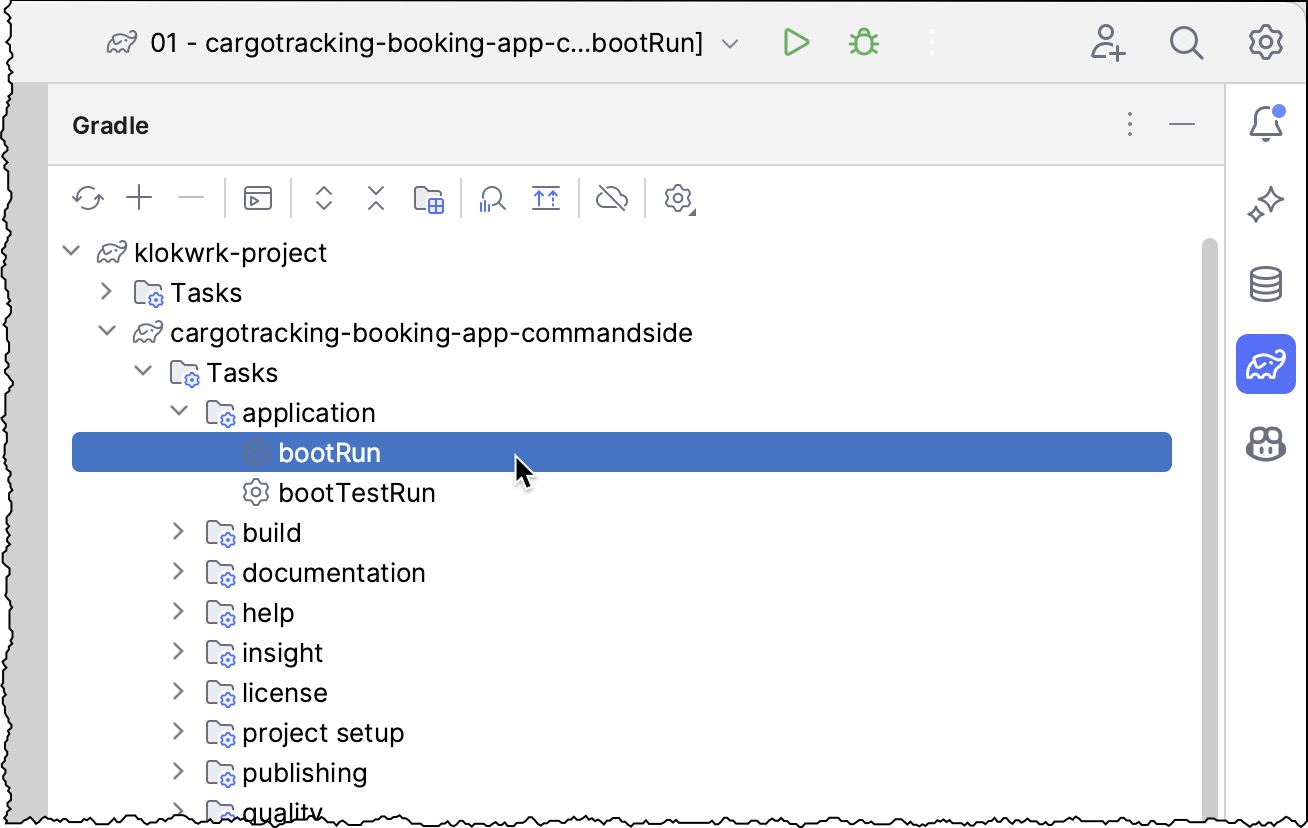 01 - cargotracking-booking-app-c...bootRun]
Gradle
klokwrk-project
Tasks
cargotracking-booking-app-commandside
Tasks
application
bootRun
bootTestRun
build
documentation
help
insight
license
project setup
publishing
quality